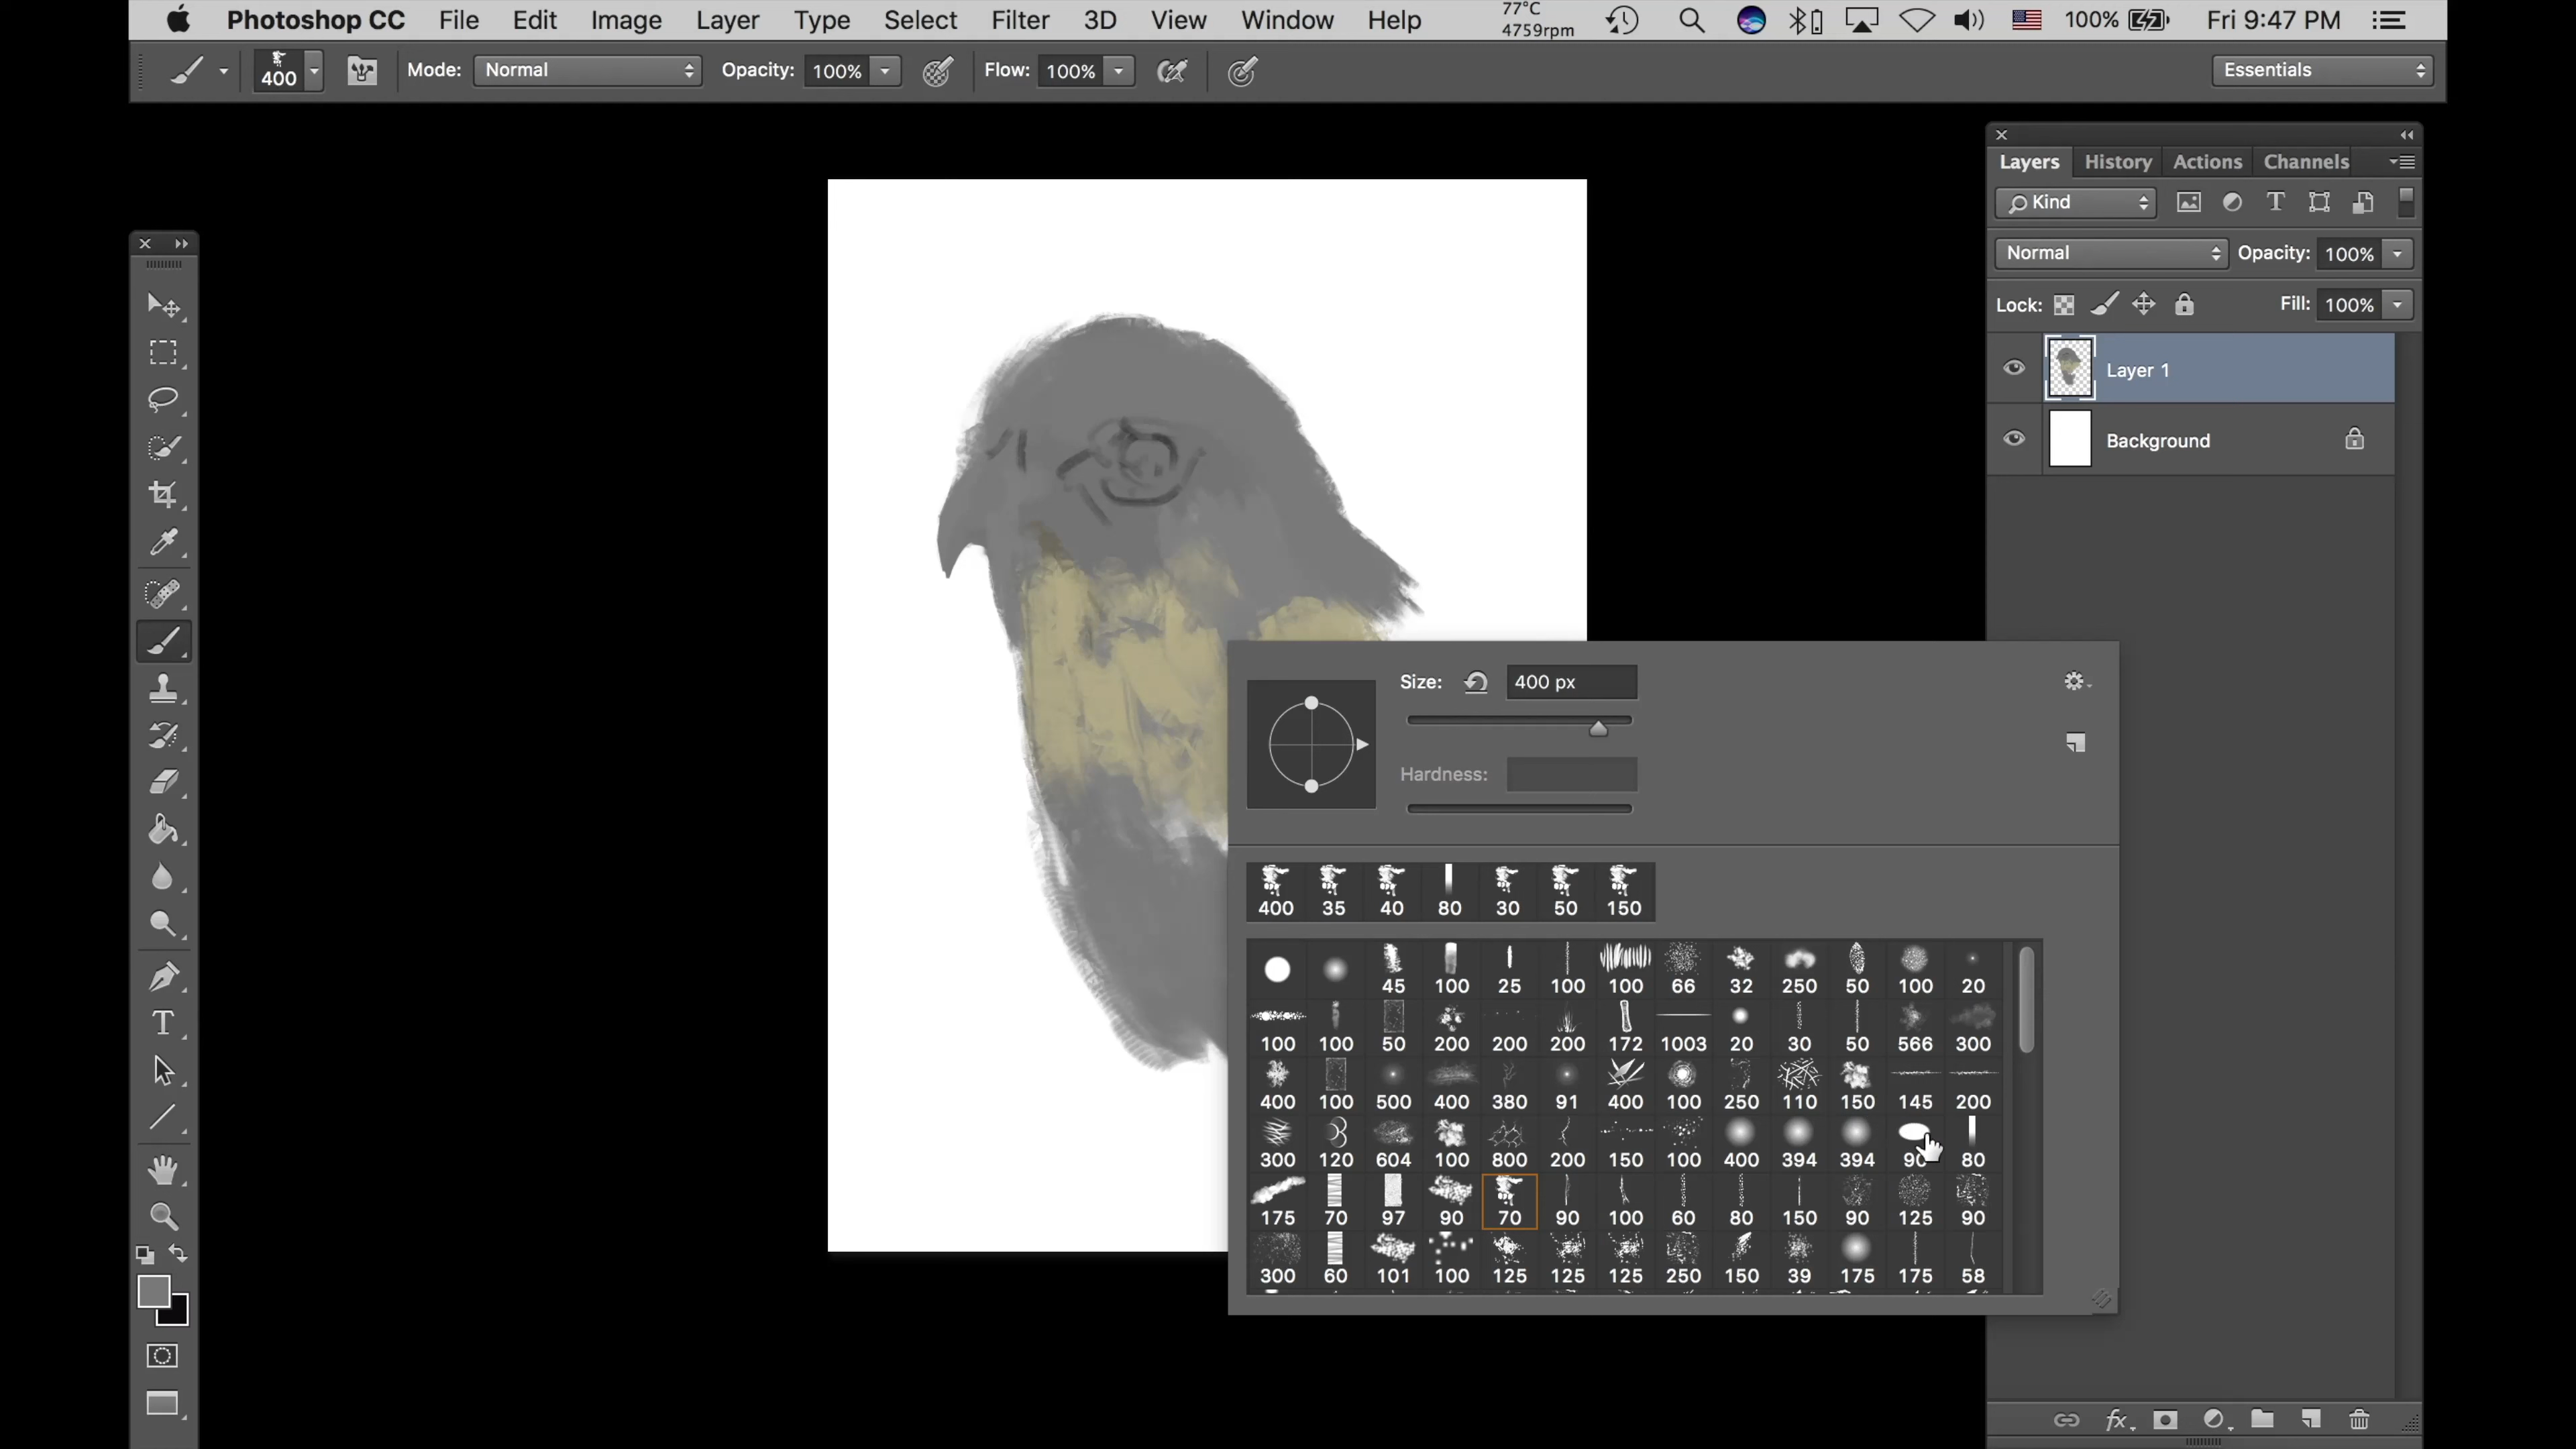 Photoshop CC File Edit Image Layer Type Select Filter 3D View Window Help 77°C 4759rpm 100% Fri 9:47 PM
400 Mode: Normal Opacity: 100% Flow: 100% Essentials
Layers History Actions Channels
Kind T
Normal Opacity: 100%
Lock: Fill: 100%
Layer 1
Background
Size: 400 px
Hardness:
400 35 40 80 30 50 150
45 100 25 100 100 66 32 250 50 100 20
100 100 50 200 200 200 172 1003 20 30 50 566 300
400 100 500 400 380 91 400 100 250 110 150 145 200
300 120 604 100 800 200 150 100 400 394 394 90 80
175 70 97 90 70 90 100 60 80 150 90 125 90
300 60 101 100 125 125 125 250 150 39 175 175 58
T
fx